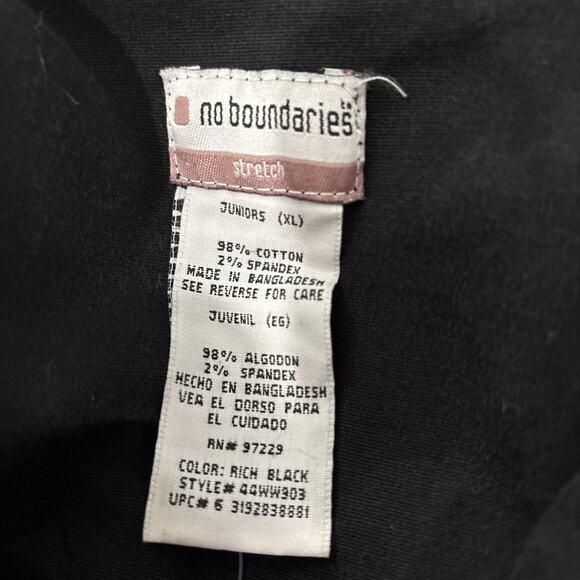 no boundaries
stretch
JUNIORS (XL)
98% COTTON
2% SPANDEX
MADE IN BANGLADESH
SEE REVERSE FOR CARE
JUVENIL (EG)
98% ALGODON
2% SPANDEX
HECHO EN BANGLADESH
VEA EL DORSO PARA
EL CUIDADO
RN# 97229
COLOR: RICH BLACK
STYLE# 44WW903
UPC# 6 3192838881